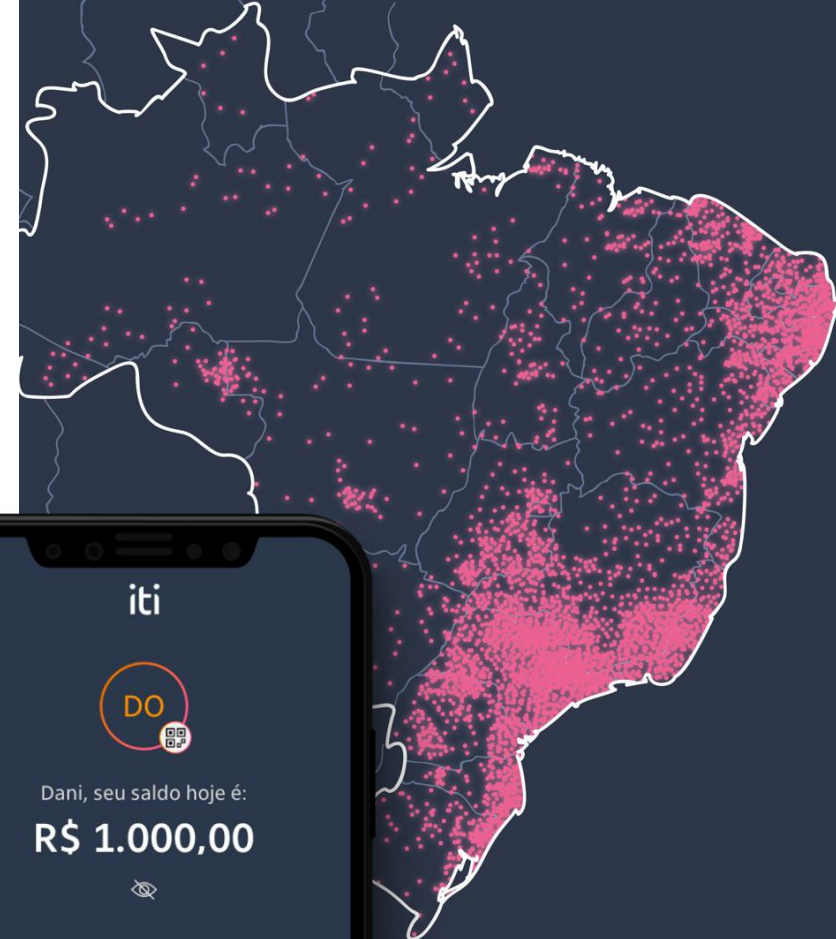 iti
DO
Dani, seu saldo hoje é:
R$ 1.000,00